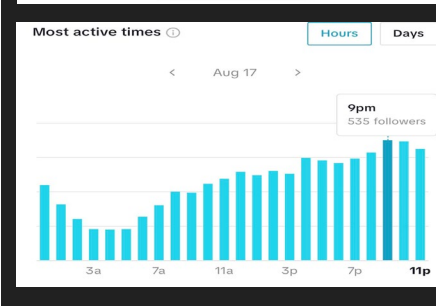 Most active times ⓘ Hours Days
< Aug 17 >
9pm
535 followers
3a 7a 11a 3p 7p 11p